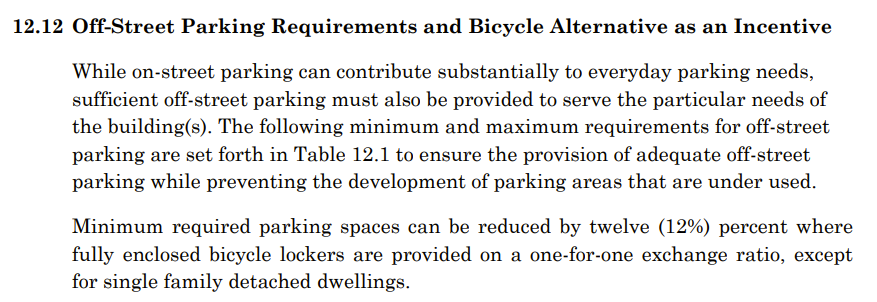 12.12 Off-Street Parking Requirements and Bicycle Alternative as an Incentive
While on-street parking can contribute substantially to everyday parking needs,
sufficient off-street parking must also be provided to serve the particular needs of
the building(s). The following minimum and maximum requirements for off-street
parking are set forth in Table 12.1 to ensure the provision of adequate off-street
parking while preventing the development of parking areas that are under used.
Minimum required parking spaces can be reduced by twelve (12%) percent where
fully enclosed bicycle lockers are provided on a one-for-one exchange ratio, except
for single family detached dwellings.